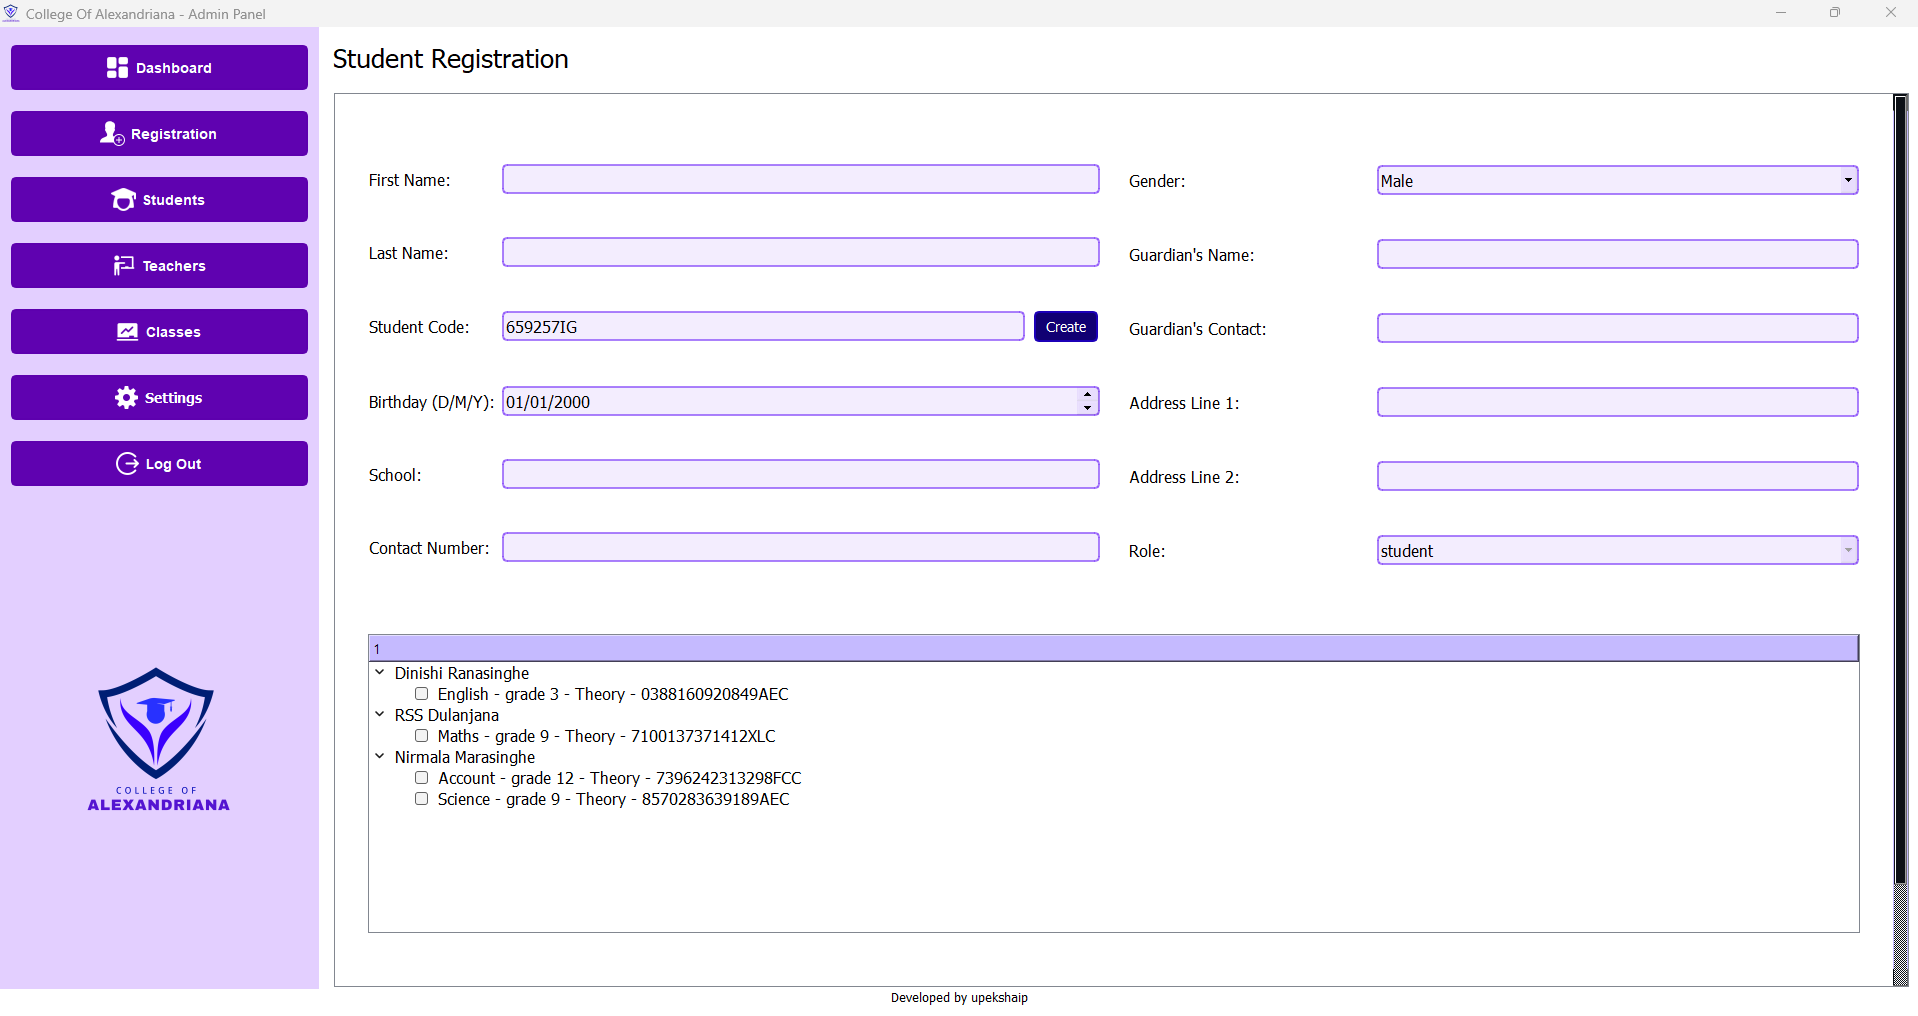 College Of Alexandriana - Admin Panel
Dashboard
Registration
Students
Teachers
Classes
Settings
Log Out
COLLEGE OF
ALEXANDRIANA
Student Registration
First Name:
Last Name:
Student Code: 659257IG Create
Birthday (D/M/Y): 01/01/2000
School:
Contact Number:
Gender: Male
Guardian's Name:
Guardian's Contact:
Address Line 1:
Address Line 2:
Role: student
1
Dinishi Ranasinghe
English - grade 3 - Theory - 0388160920849AEC
RSS Dulanjana
Maths - grade 9 - Theory - 7100137371412XLC
Nirmala Marasinghe
Account - grade 12 - Theory - 7396242313298FCC
Science - grade 9 - Theory - 8570283639189AEC
Developed by upekshaip